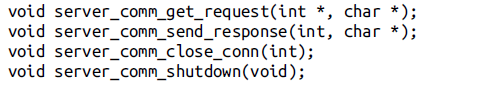 void server_comm_get_request(int *, char *);
void server_comm_send_response(int, char *);
void server_comm_close_conn(int);
void server_comm_shutdown(void);